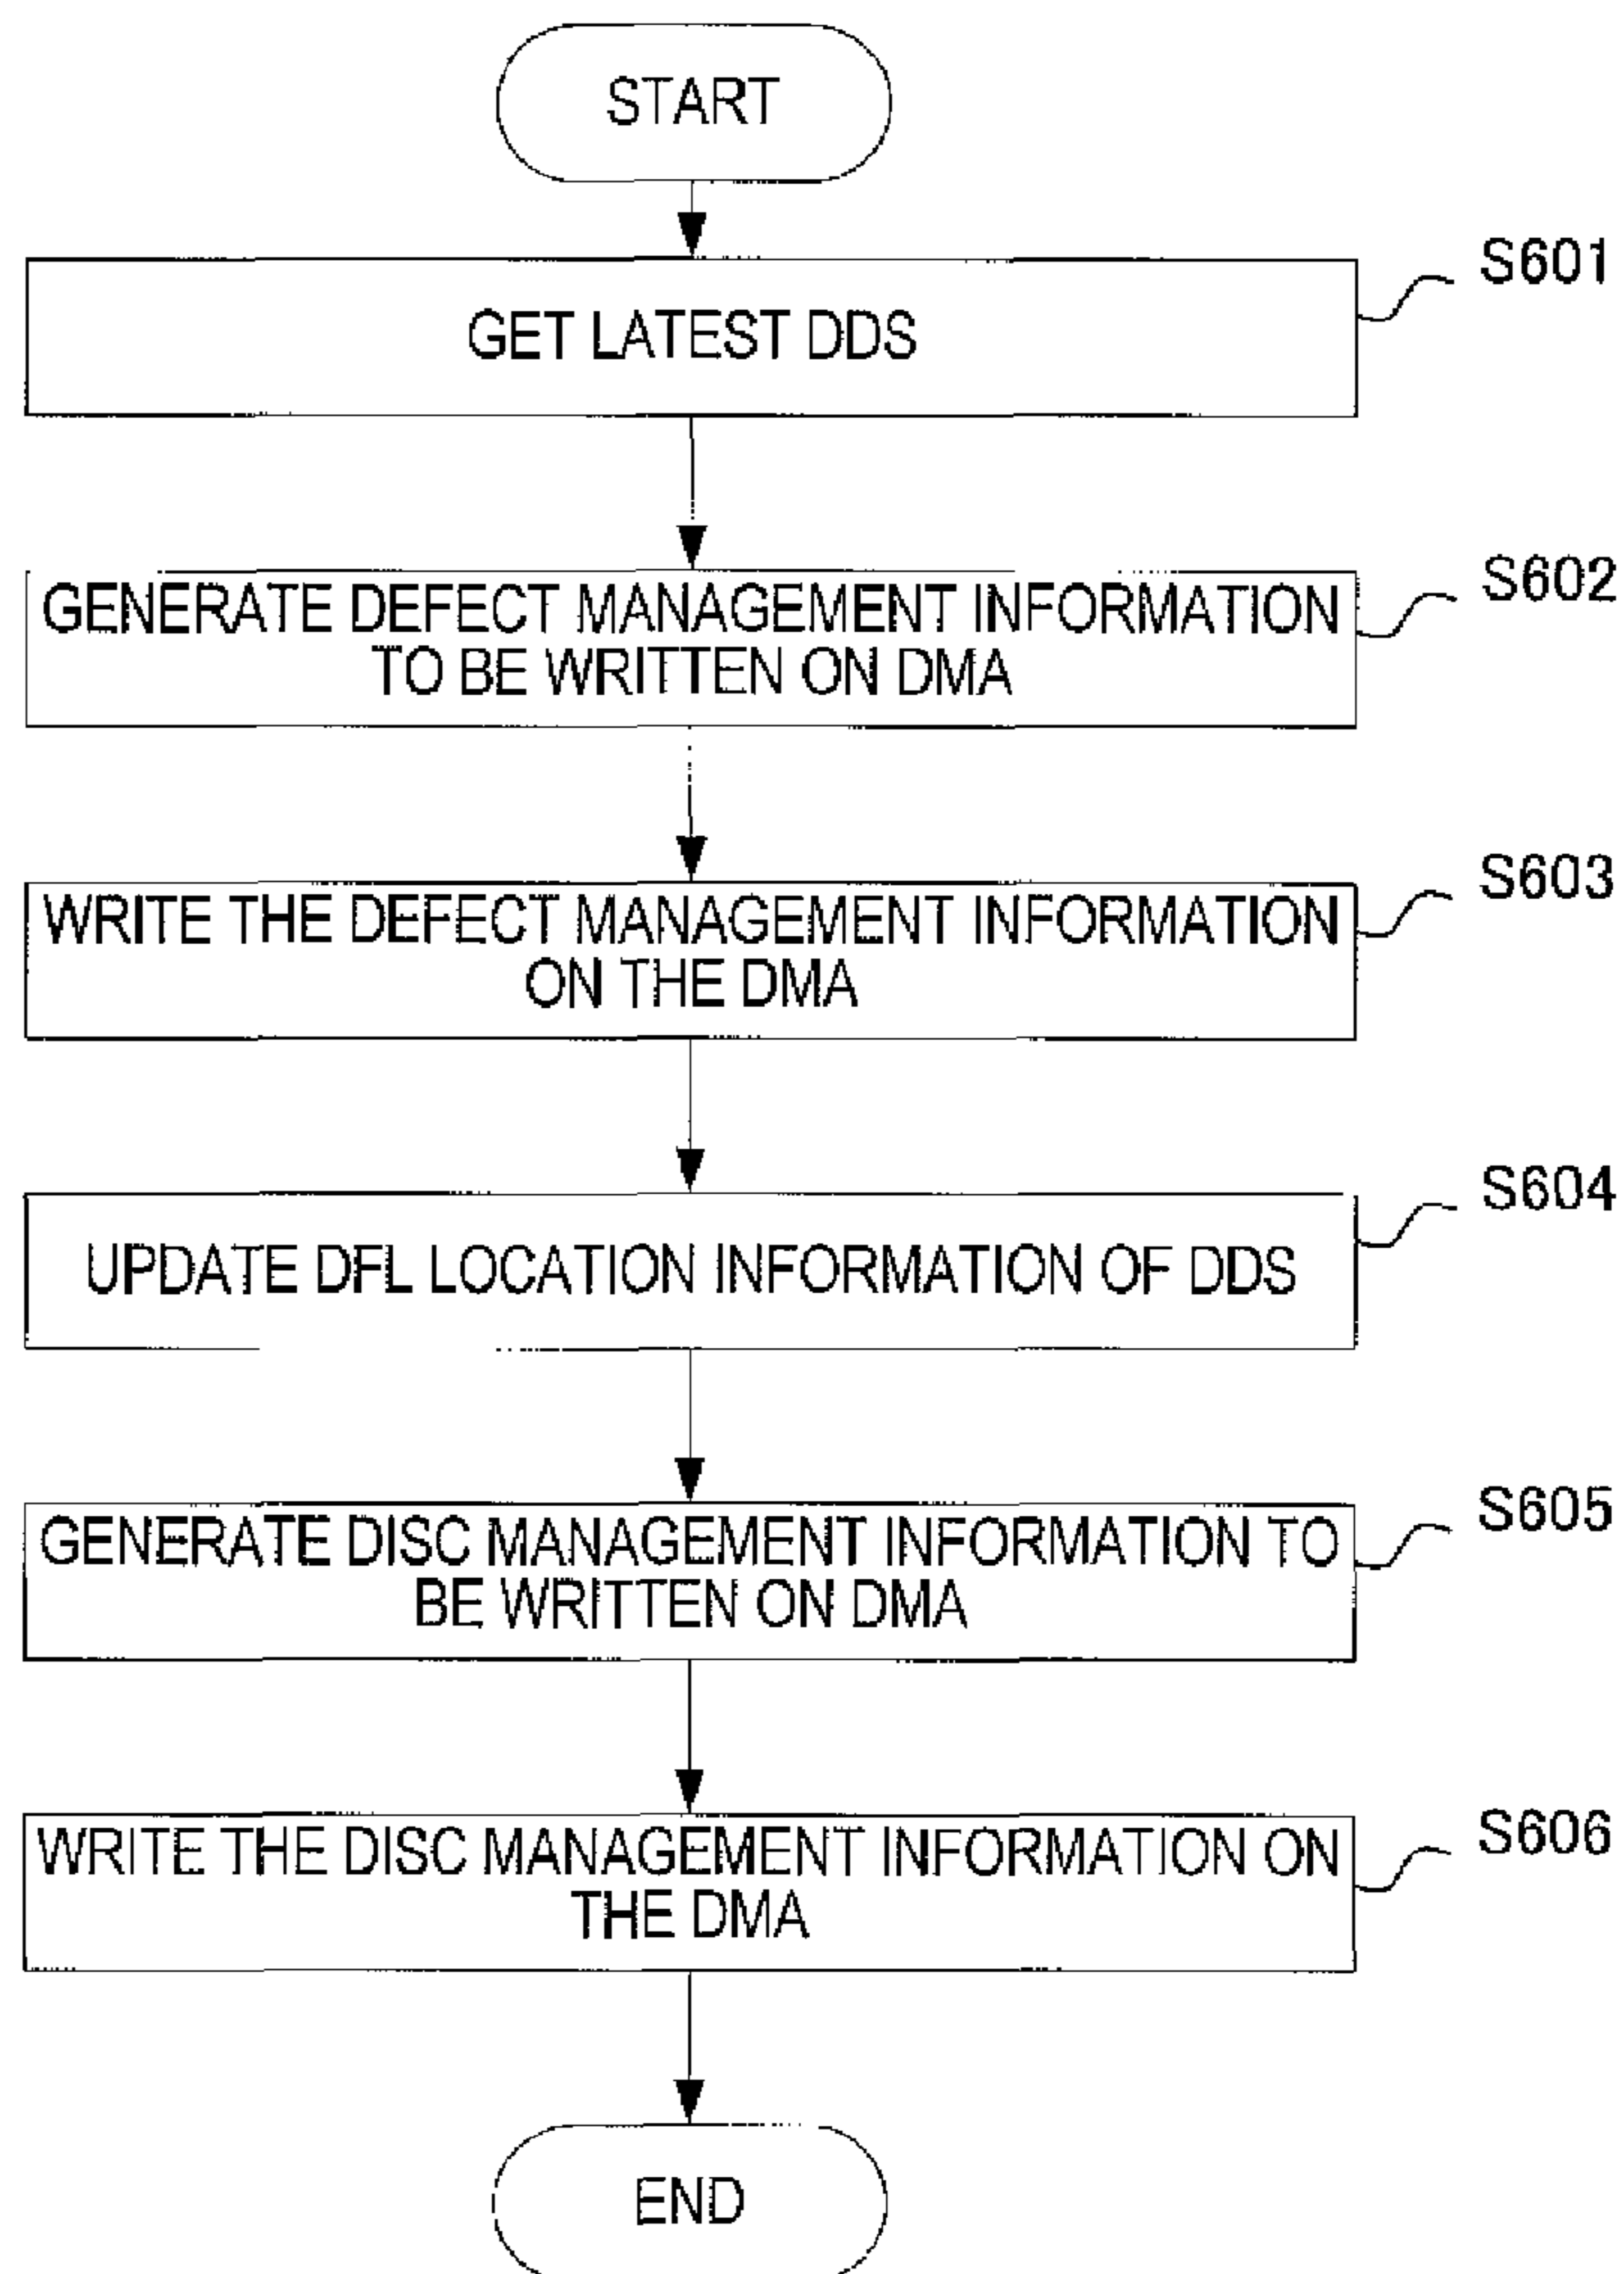 START
S601
GET LATEST DDS
S602
GENERATE DEFECT MANAGEMENT INFORMATION
TO BE WRITTEN ON DMA
S603
WRITE THE DEFECT MANAGEMENT INFORMATION
ON THE DMA
S604
UPDATE DFL LOCATION INFORMATION OF DDS
S605
GENERATE DISC MANAGEMENT INFORMATION TO
BE WRITTEN ON DMA
S606
WRITE THE DISC MANAGEMENT INFORMATION ON
THE DMA
END